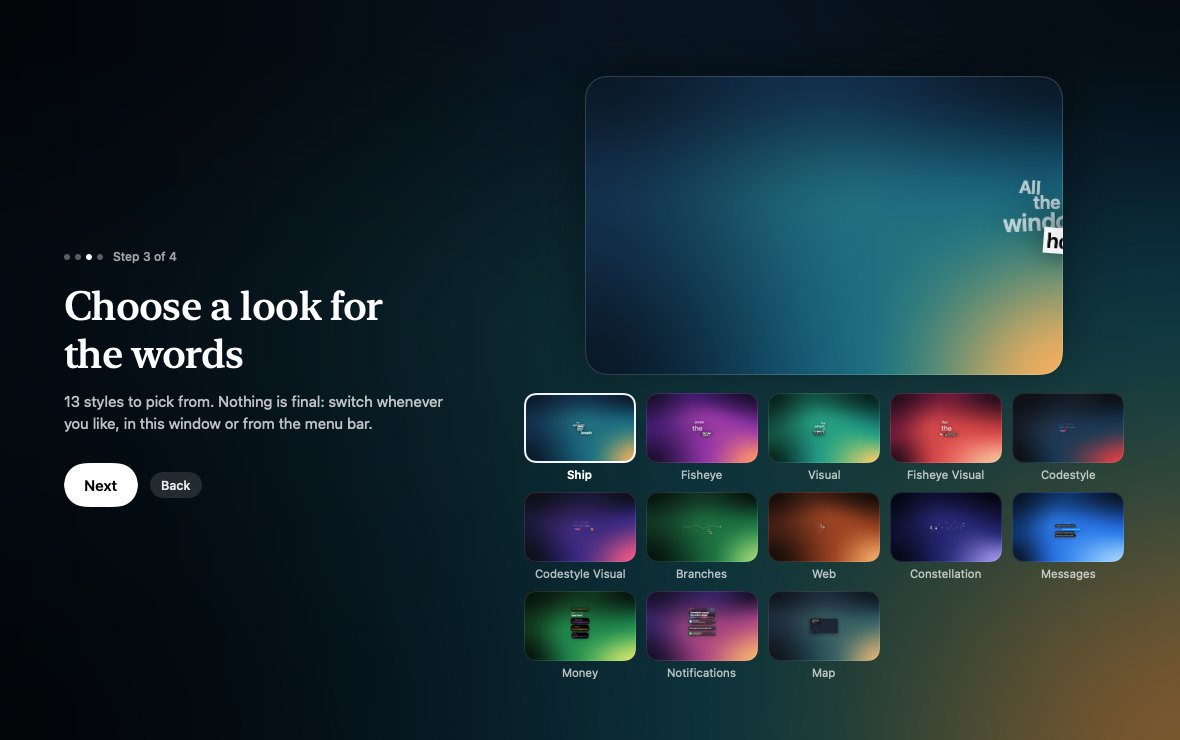 Step 3 of 4
Choose a look for
the words
13 styles to pick from. Nothing is final: switch whenever
you like, in this window or from the menu bar.
Next
Back
All
the
Ship
Fisheye
Visual
Fisheye Visual
Codestyle
Codestyle Visual
Branches
Web
Constellation
Messages
Money
Notifications
Map